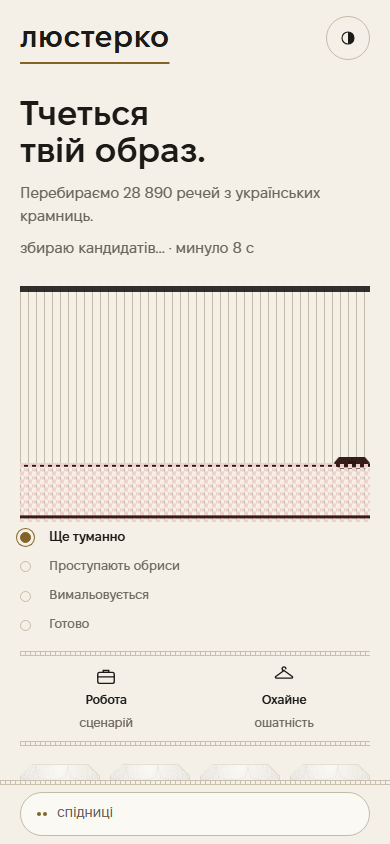 люстерко
Тчеться
твій образ.
Перебираємо 28 890 речей з українських
крамниць.
збираю кандидатів... · минуло 8 с
Ще туманно
Проступають обриси
Вимальовується
Готово
Робота
Охайне
сценарій
ошатність
спідниці